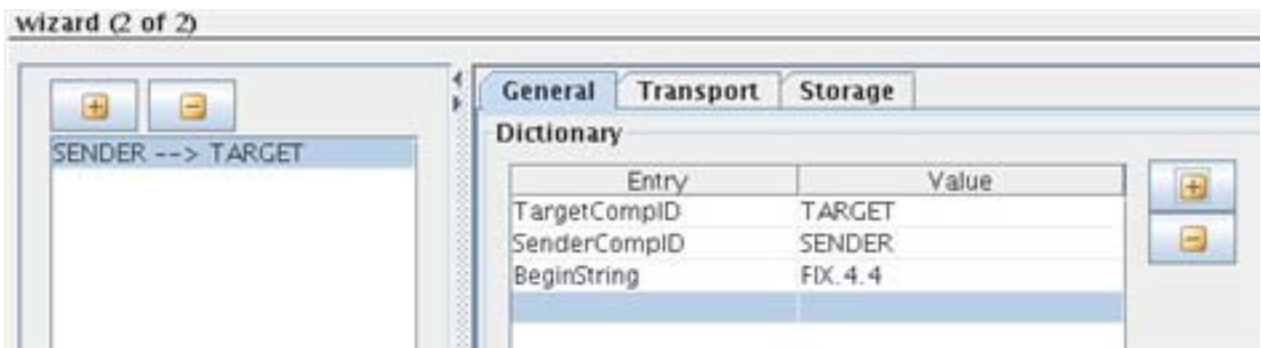 wizard (2 of 2)
SENDER --> TARGET
General Transport Storage
Dictionary
Entry Value
TargetCompID TARGET
SenderCompID SENDER
BeginString FIX.4.4